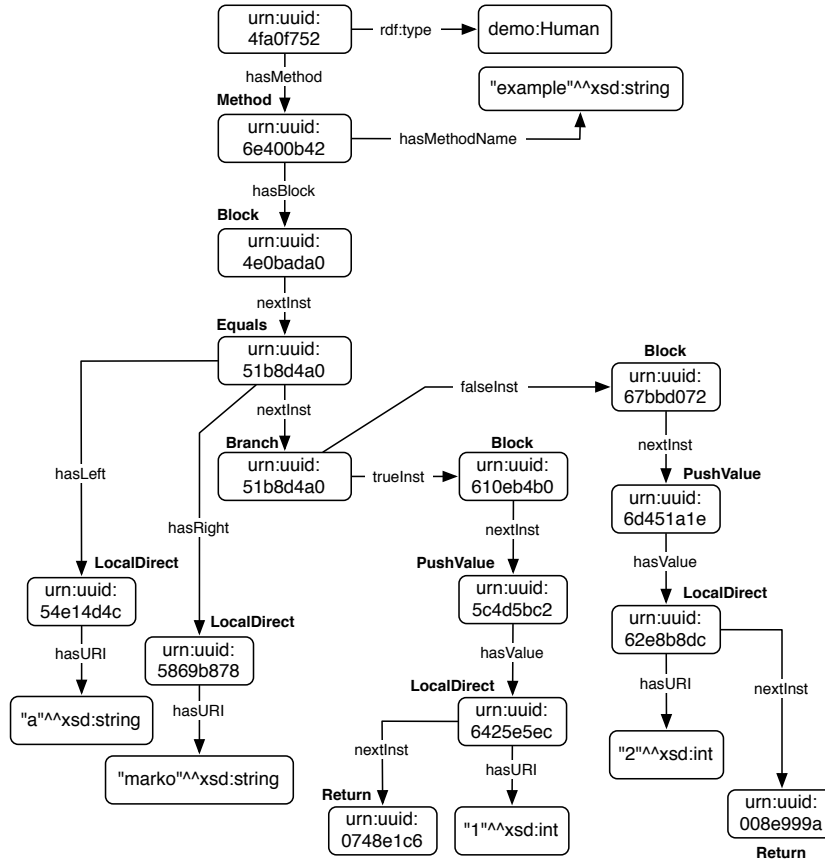 urn:uuid:
4fa0f752
rdf:type
demo:Human
hasMethod
"example"^^xsd:string
Method
urn:uuid:
6e400b42
hasMethodName
hasBlock
Block
urn:uuid:
4e0bada0
nextInst
Equals
urn:uuid:
51b8d4a0
Block
urn:uuid:
67bbd072
falseInst
nextInst
Branch
urn:uuid:
51b8d4a0
trueInst
Block
urn:uuid:
610eb4b0
nextInst
hasLeft
PushValue
urn:uuid:
6d451a1e
hasRight
nextInst
hasValue
LocalDirect
urn:uuid:
54e14d4c
PushValue
urn:uuid:
5c4d5bc2
LocalDirect
urn:uuid:
62e8b8dc
LocalDirect
urn:uuid:
5869b878
hasURI
hasValue
hasURI
nextInst
LocalDirect
urn:uuid:
6425e5ec
"a"^^xsd:string
hasURI
nextInst
hasURI
"2"^^xsd:int
"marko"^^xsd:string
Return
urn:uuid:
0748e1c6
"1"^^xsd:int
urn:uuid:
008e999a
Return